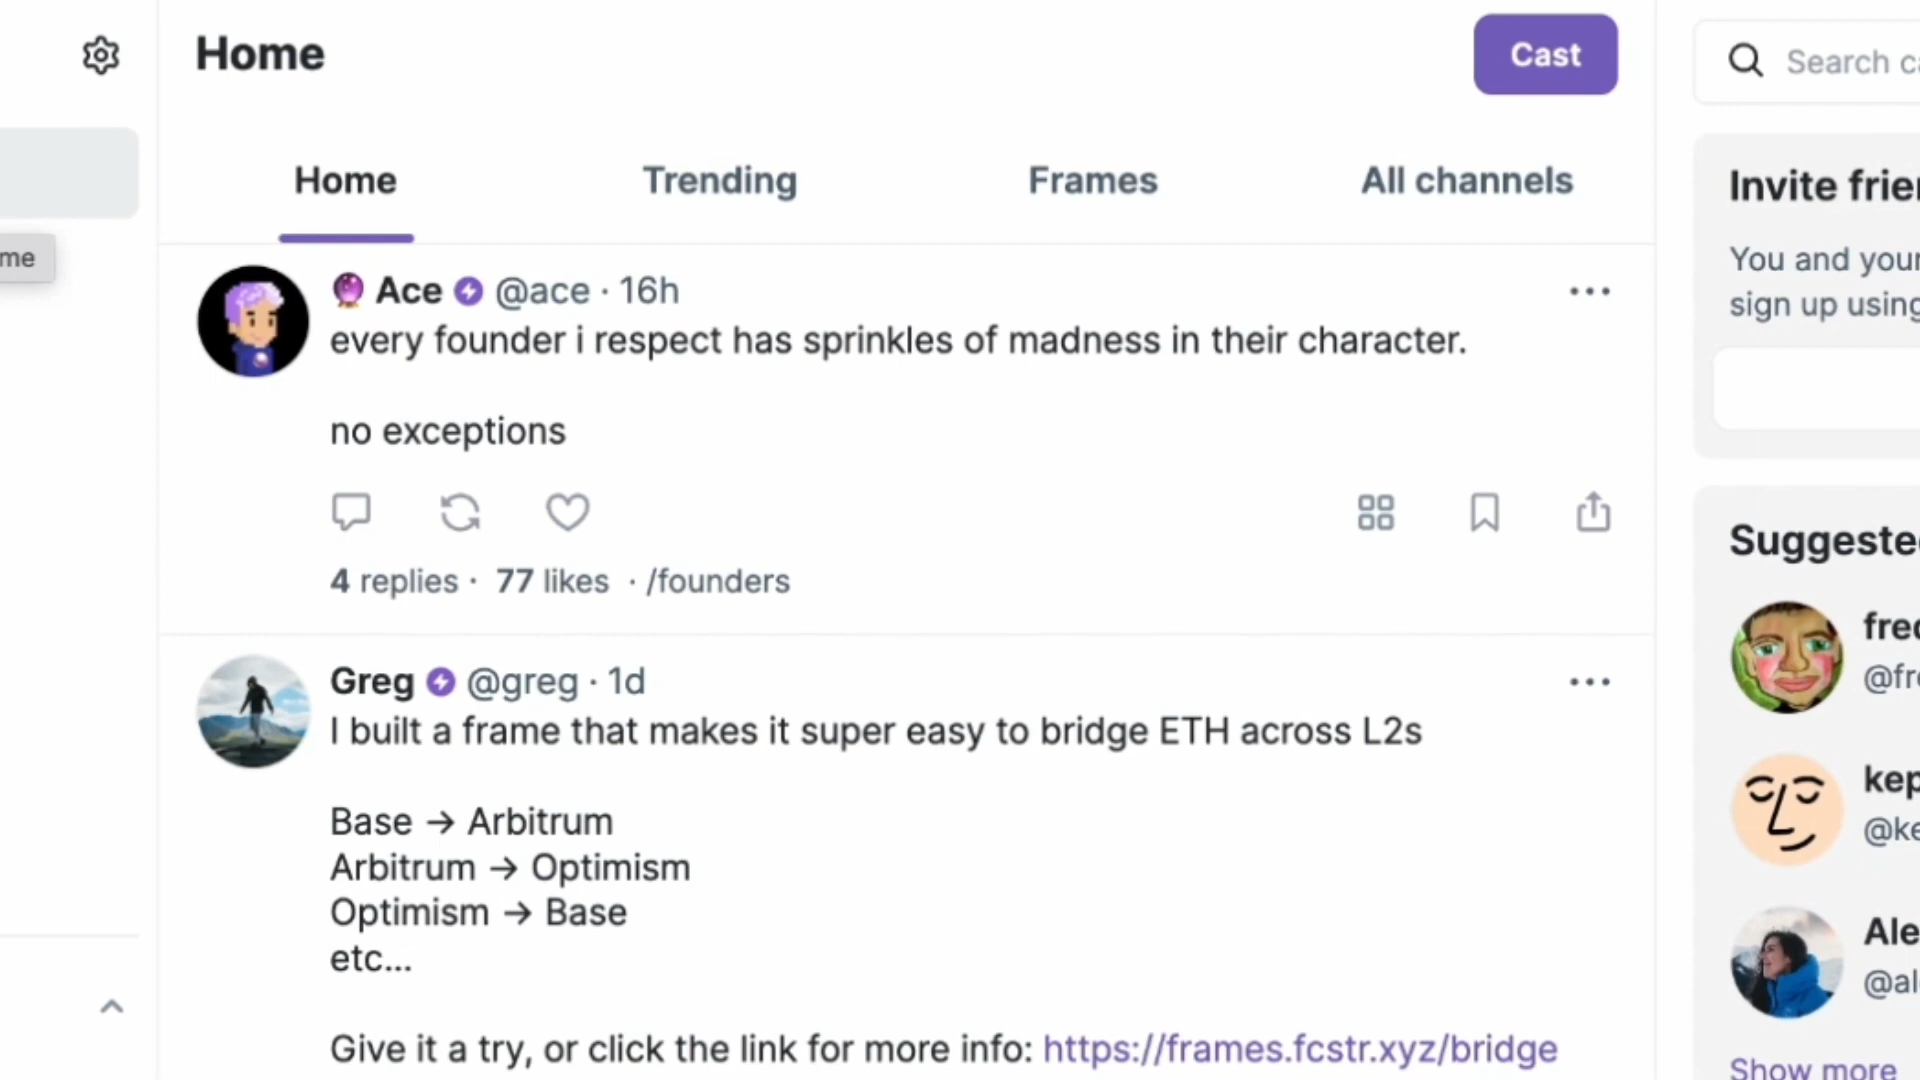 Home
Cast
Search
Home
Trending
Frames
All channels
me
Ace @ace · 16h
every founder i respect has sprinkles of madness in their character.
no exceptions
4 replies · 77 likes · /founders
Greg @greg · 1d
I built a frame that makes it super easy to bridge ETH across L2s
Base → Arbitrum
Arbitrum → Optimism
Optimism → Base
etc...
Give it a try, or click the link for more info: https://frames.fcstr.xyz/bridge
Invite
You and your
sign up using
Suggested
Show more